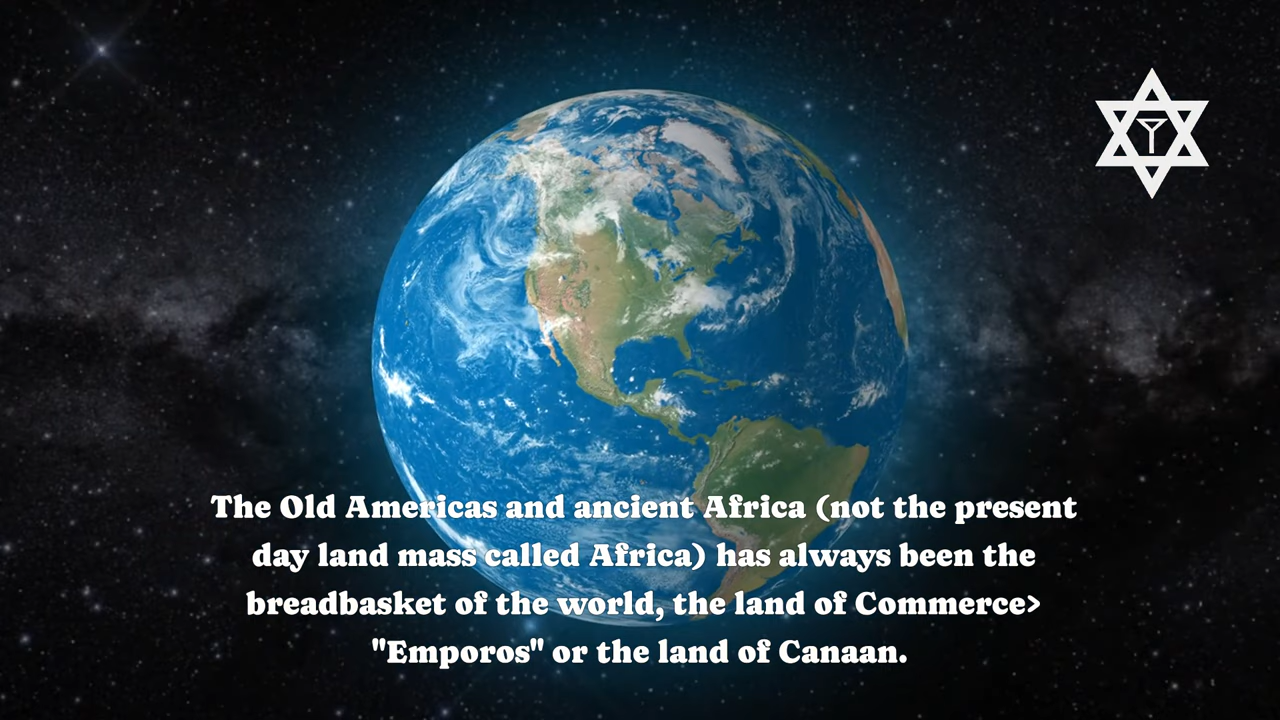 The Old Americas and ancient Africa (not the present
day land mass called Africa) has always been the
breadbasket of the world, the land of Commerce>
"Emporos" or the land of Canaan.